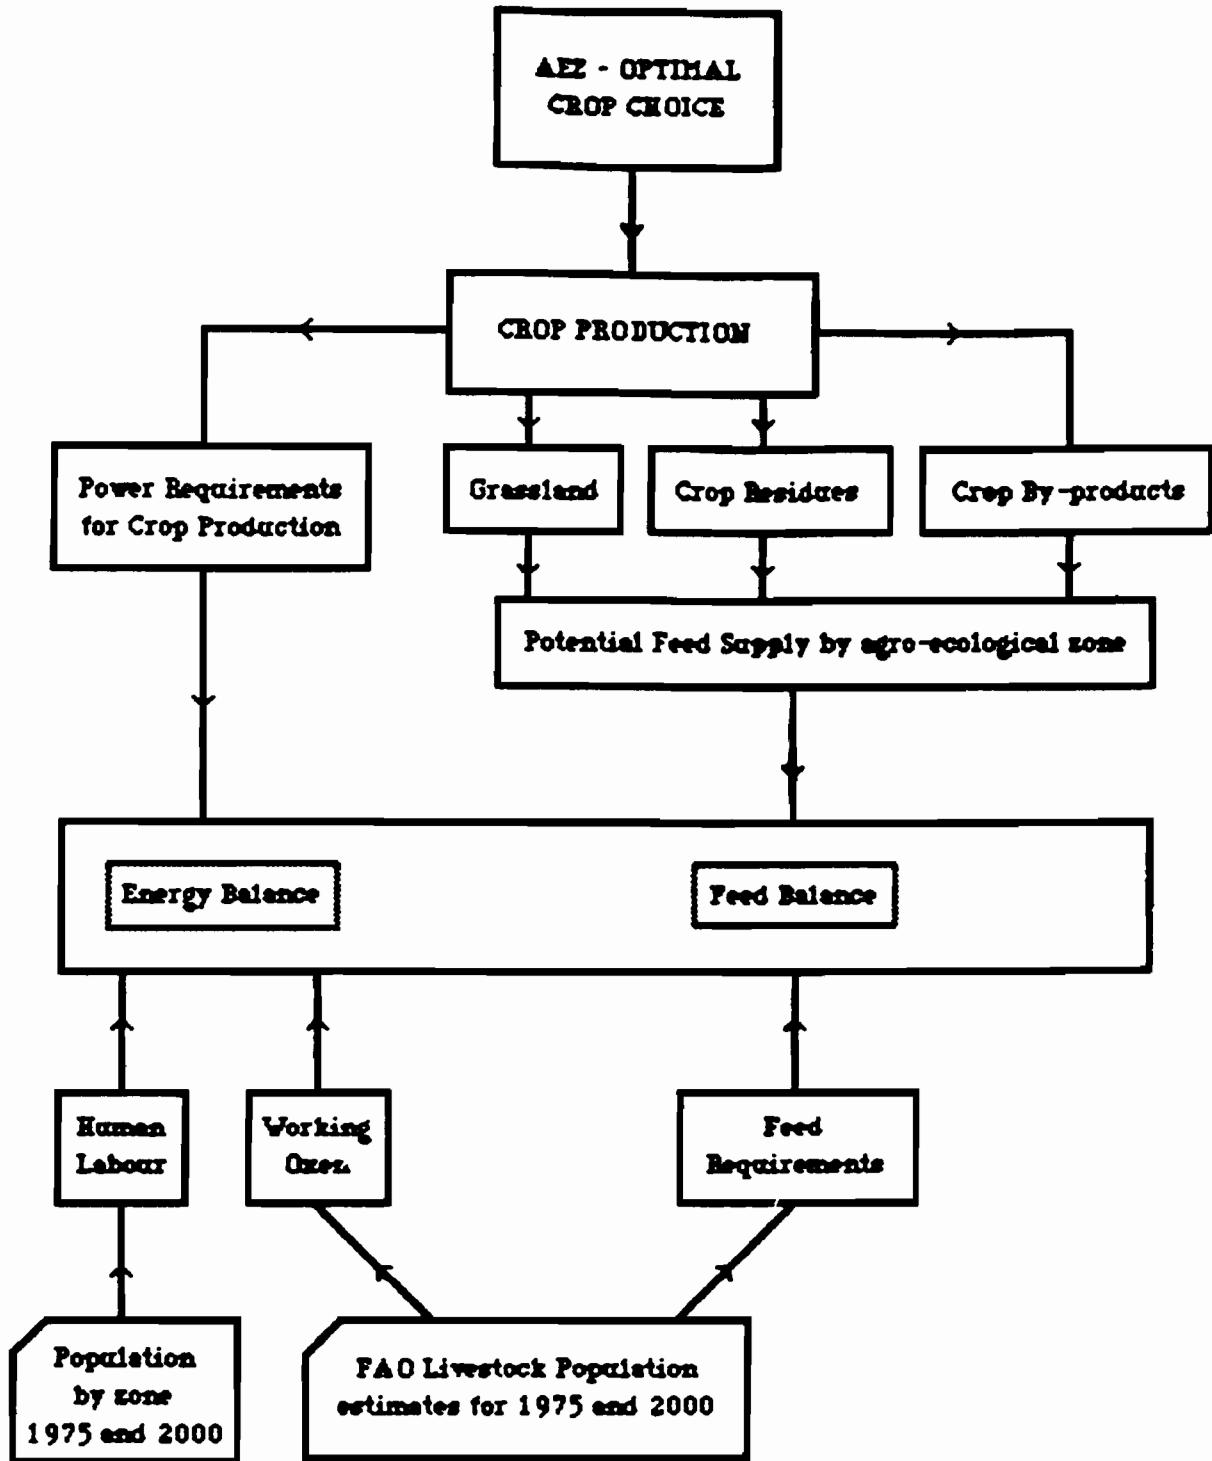 AEZ - OPTIMAL
CROP CHOICE
CROP PRODUCTION
Power Requirements
for Crop Production
Grassland
Crop Residues
Crop By-products
Potential Feed Supply by agro-ecological zone
Energy Balance
Feed Balance
Human
Labour
Working
Oxen
Feed
Requirements
Population
by zone
1975 and 2000
FAO Livestock Population
estimates for 1975 and 2000